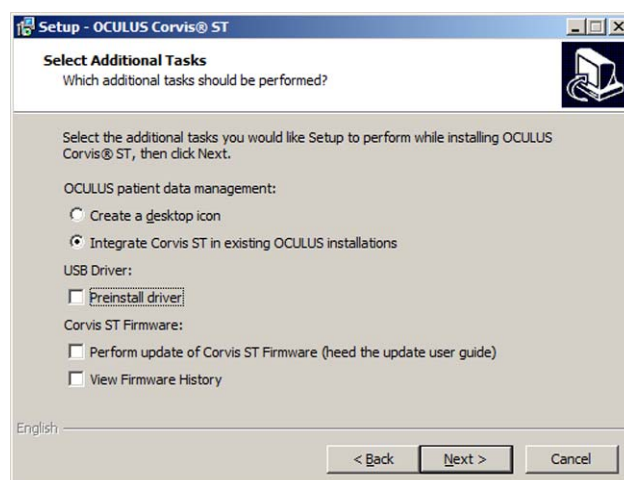 Setup - OCULUS Corvis® ST
Select Additional Tasks
Which additional tasks should be performed?
Select the additional tasks you would like Setup to perform while installing OCULUS
Corvis® ST, then click Next.
OCULUS patient data management:
Create a desktop icon
Integrate Corvis ST in existing OCULUS installations
USB Driver:
Preinstall driver
Corvis ST Firmware:
Perform update of Corvis ST Firmware (heed the update user guide)
View Firmware History
English
< Back Next > Cancel